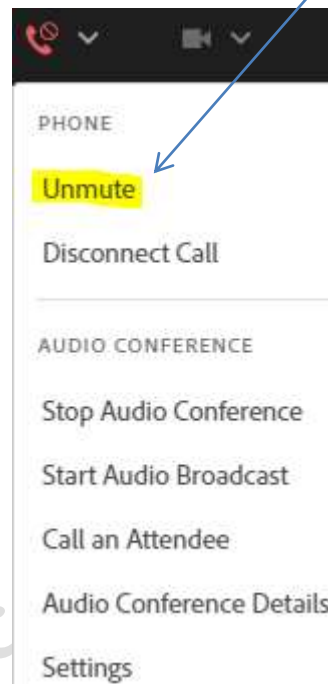 PHONE
Unmute
Disconnect Call
AUDIO CONFERENCE
Stop Audio Conference
Start Audio Broadcast
Call an Attendee
Audio Conference Details
Settings